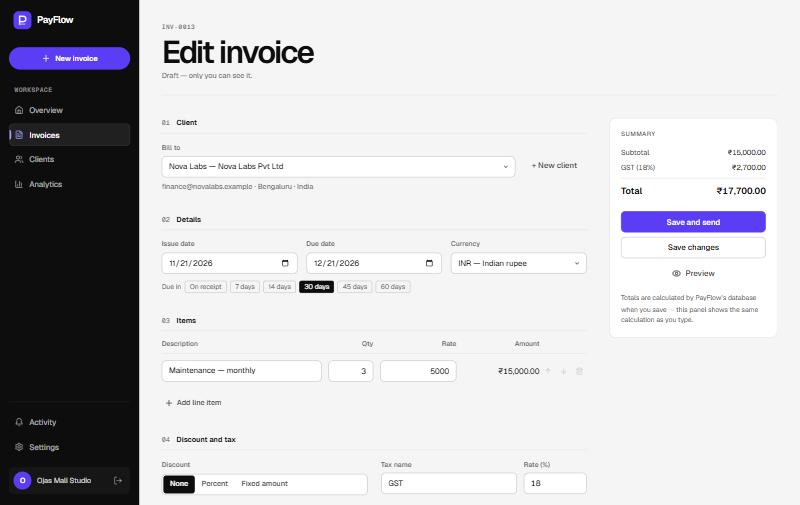 PayFlow
+ New invoice
WORKSPACE
Overview
Invoices
Clients
Analytics
Activity
Settings
O Ojas Mali Studio
INV-0013
Edit invoice
Draft — only you can see it.
01 Client
Bill to
Nova Labs — Nova Labs Pvt Ltd
+ New client
finance@novalabs.example · Bengaluru · India
02 Details
Issue date Due date Currency
11/21/2026 12/21/2026 INR — Indian rupee
Due in On receipt 7 days 14 days 30 days 45 days 60 days
03 Items
Description Qty Rate Amount
Maintenance — monthly 3 5000 ₹15,000.00
+ Add line item
04 Discount and tax
Discount Tax name Rate (%)
None Percent Fixed amount GST 18
SUMMARY
Subtotal ₹15,000.00
GST (18%) ₹2,700.00
Total ₹17,700.00
Save and send
Save changes
Preview
Totals are calculated by PayFlow's database
when you save — this panel shows the same
calculation as you type.